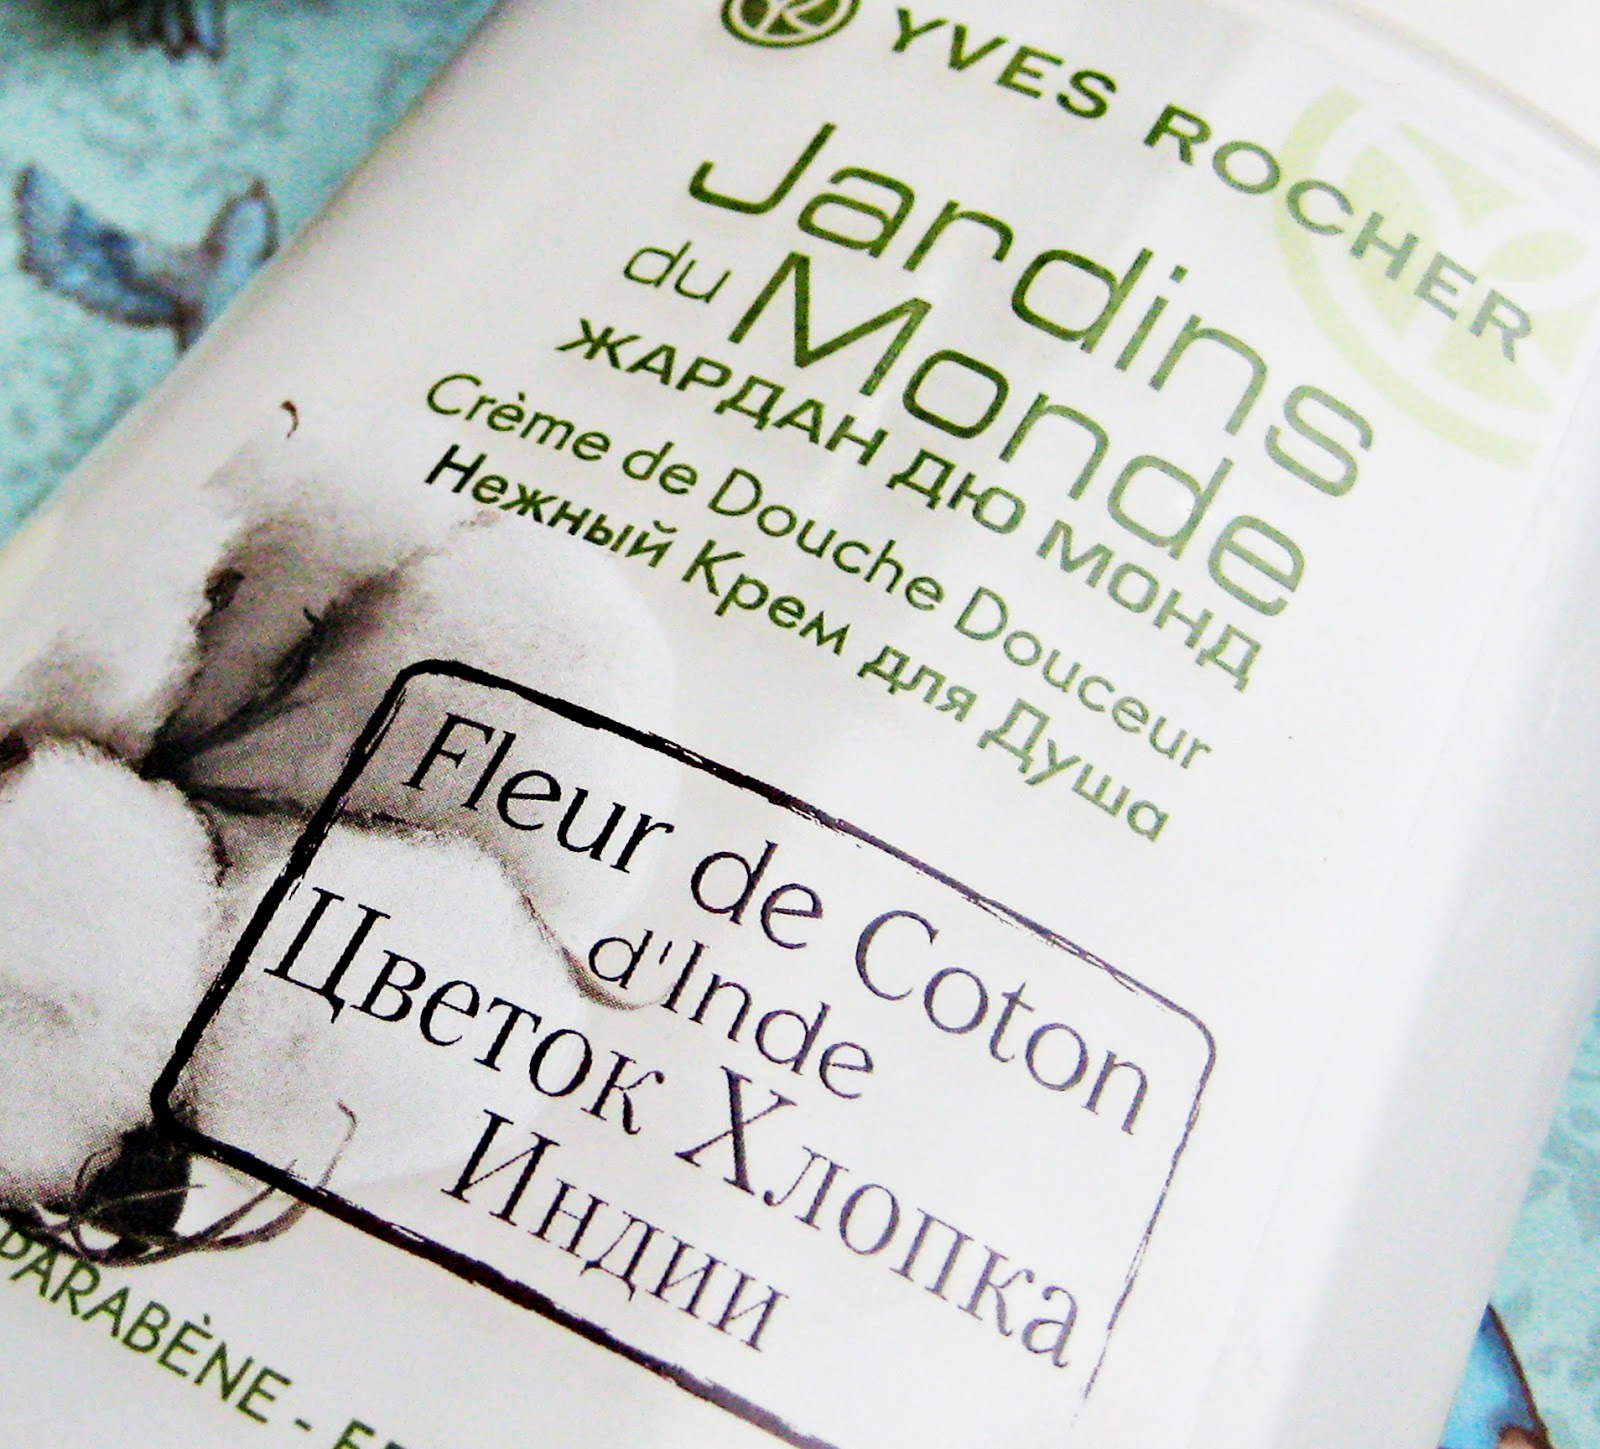 YVES ROCHER
Jardins
du Monde
ЖАРДАН ДЮ МОНД
Crème de Douche Douceur
Нежный Крем для Душа
Fleur de Coton
d'Inde
Цветок Хлопка
Индии
PARABÈNE -